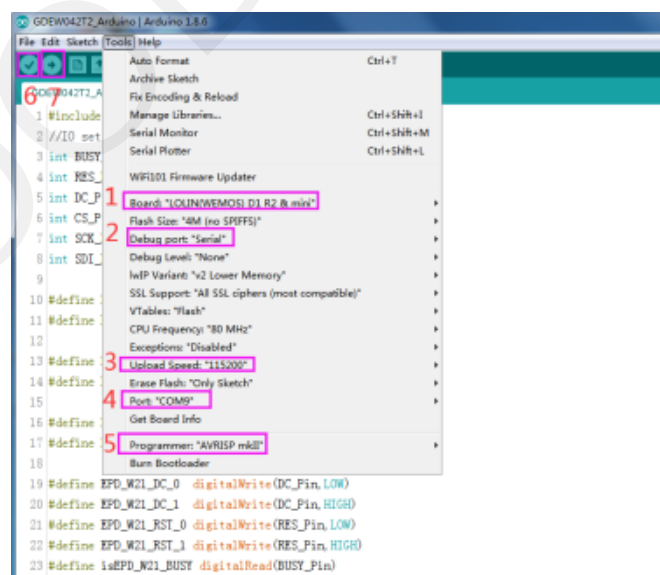 GDEW042T2_Arduino | Arduino 1.8.6
File Edit Sketch Tools Help
6 7
GDEW042T2_A
Auto Format Ctrl+T
Archive Sketch
Fix Encoding & Reload
Manage Libraries... Ctrl+Shift+I
Serial Monitor Ctrl+Shift+M
Serial Plotter Ctrl+Shift+L
WiFi101 Firmware Updater
1 Board: "LOLIN(WEMOS) D1 R2 & mini"
Flash Size: "4M (no SPIFFS)"
2 Debug port: "Serial"
Debug Level: "None"
lwIP Variant: "v2 Lower Memory"
SSL Support: "All SSL ciphers (most compatible)"
VTables: "Flash"
CPU Frequency: "80 MHz"
Exceptions: "Disabled"
3 Upload Speed: "115200"
Erase Flash: "Only Sketch"
4 Port: "COM9"
Get Board Info
5 Programmer: "AVRISP mkII"
Burn Bootloader
1 #include
2 //IO set
3 int BUSY_
4 int RES_
5 int DC_P
6 int CS_P
7 int SCK_
8 int SDI_
9
10 #define
11 #define
12
13 #define
14 #define
15
16 #define
17 #define
18
19 #define EPD_W21_DC_0 digitalWrite(DC_Pin,LOW)
20 #define EPD_W21_DC_1 digitalWrite(DC_Pin,HIGH)
21 #define EPD_W21_RST_0 digitalWrite(RES_Pin,LOW)
22 #define EPD_W21_RST_1 digitalWrite(RES_Pin,HIGH)
23 #define isEPD_W21_BUSY digitalRead(BUSY_Pin)